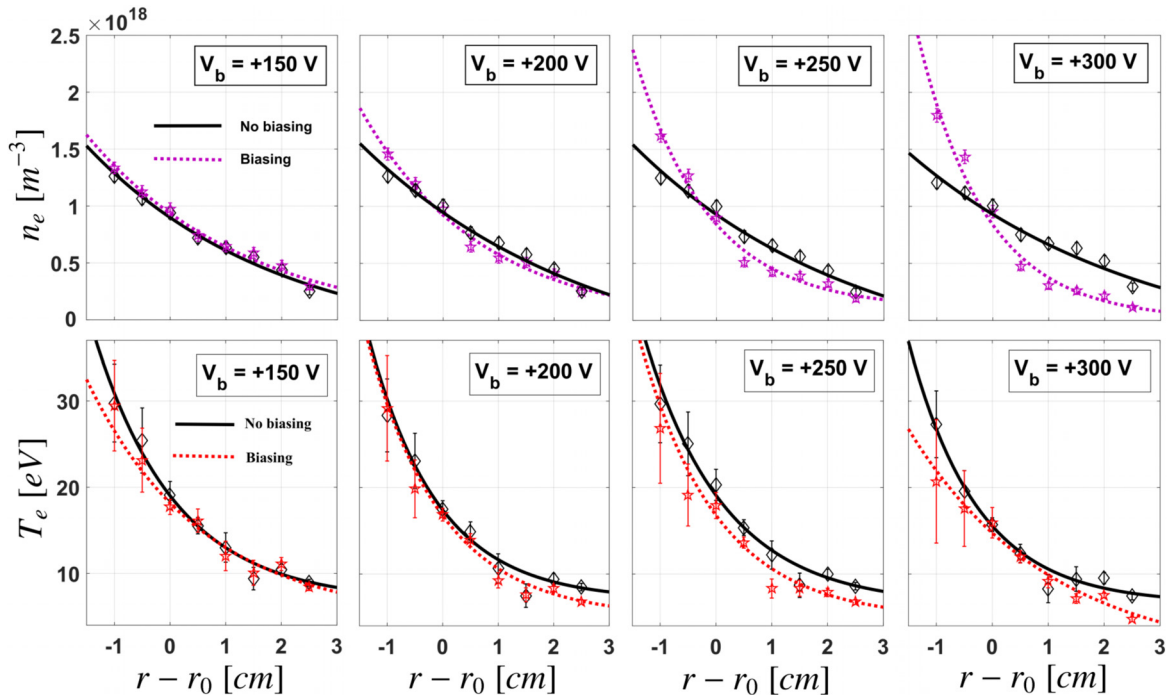 ×10^18
2.5
2
1.5
1
0.5
0
n_e [m^−3]
V_b = +150 V
No biasing
Biasing
V_b = +200 V
V_b = +250 V
V_b = +300 V
30
20
10
T_e [eV]
V_b = +150 V
No biasing
Biasing
V_b = +200 V
V_b = +250 V
V_b = +300 V
-1 0 1 2 3
-1 0 1 2 3
-1 0 1 2 3
-1 0 1 2 3
r − r_0 [cm]
r − r_0 [cm]
r − r_0 [cm]
r − r_0 [cm]